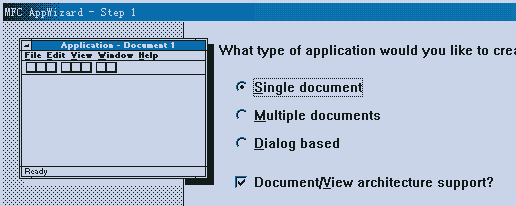 MFC AppWizard - Step 1
Application - Document 1
File Edit View Window Help
Ready
What type of application would you like to crea
Single document
Multiple documents
Dialog based
Document/View architecture support?